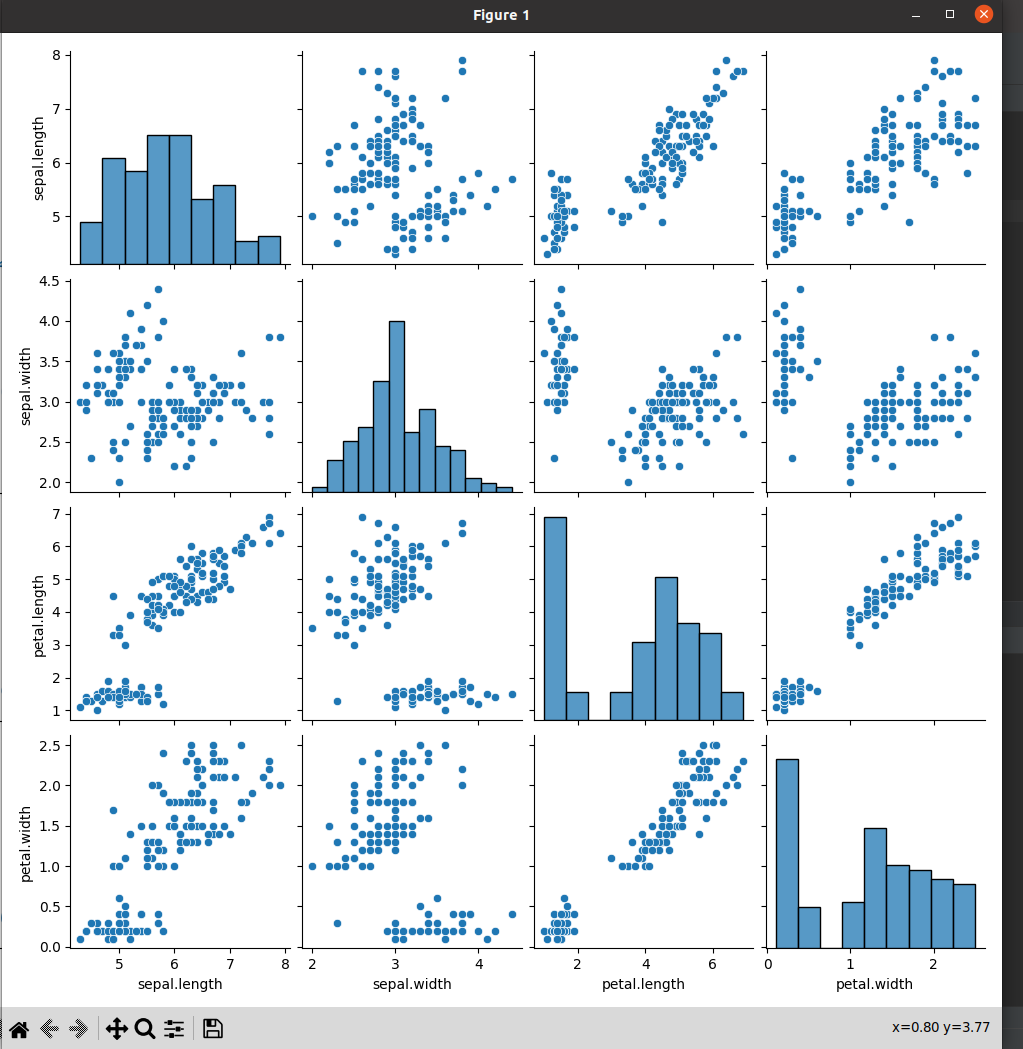 Figure 1
8
7
6
5
sepal.length
4.5
4.0
3.5
3.0
2.5
2.0
sepal.width
7
6
5
4
3
2
1
petal.length
2.5
2.0
1.5
1.0
0.5
0.0
petal.width
5 6 7 8 2 3 4 2 4 6 0 1 2
sepal.length sepal.width petal.length petal.width
x=0.80 y=3.77